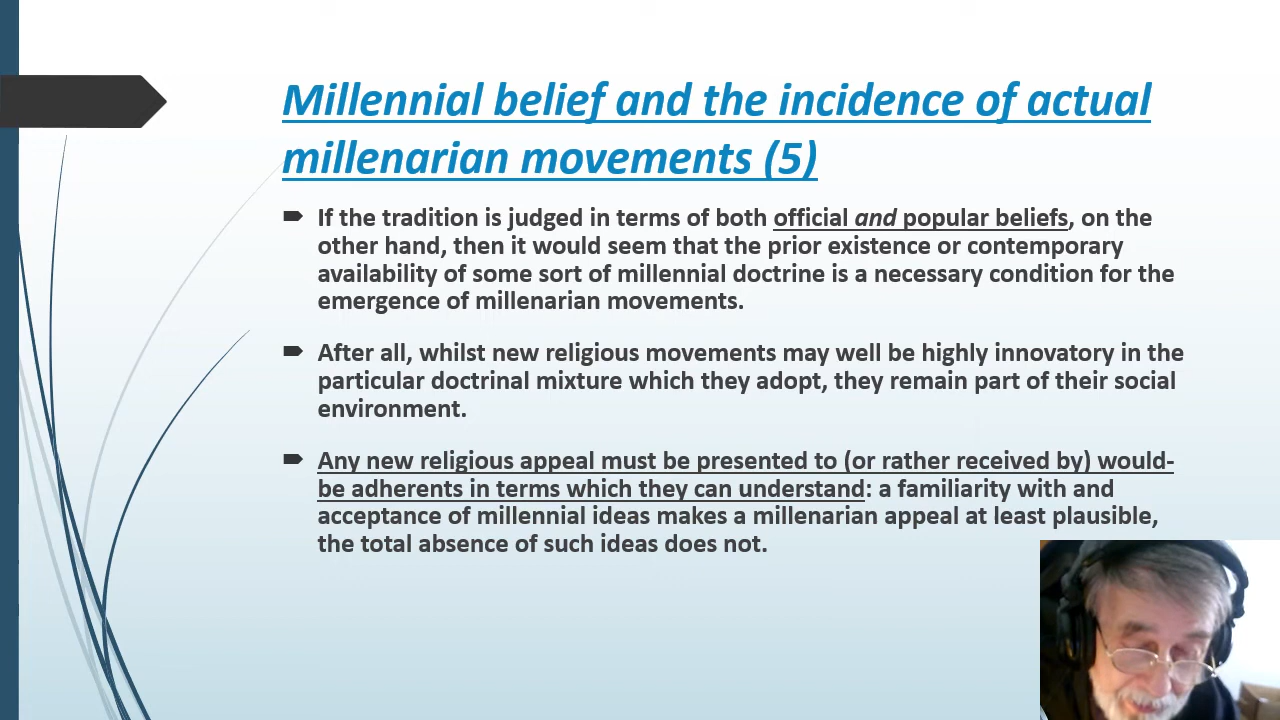 Millennial belief and the incidence of actual
millenarian movements (5)
If the tradition is judged in terms of both official and popular beliefs, on the
other hand, then it would seem that the prior existence or contemporary
availability of some sort of millennial doctrine is a necessary condition for the
emergence of millenarian movements.
After all, whilst new religious movements may well be highly innovatory in the
particular doctrinal mixture which they adopt, they remain part of their social
environment.
Any new religious appeal must be presented to (or rather received by) would-
be adherents in terms which they can understand: a familiarity with and
acceptance of millennial ideas makes a millenarian appeal at least plausible,
the total absence of such ideas does not.